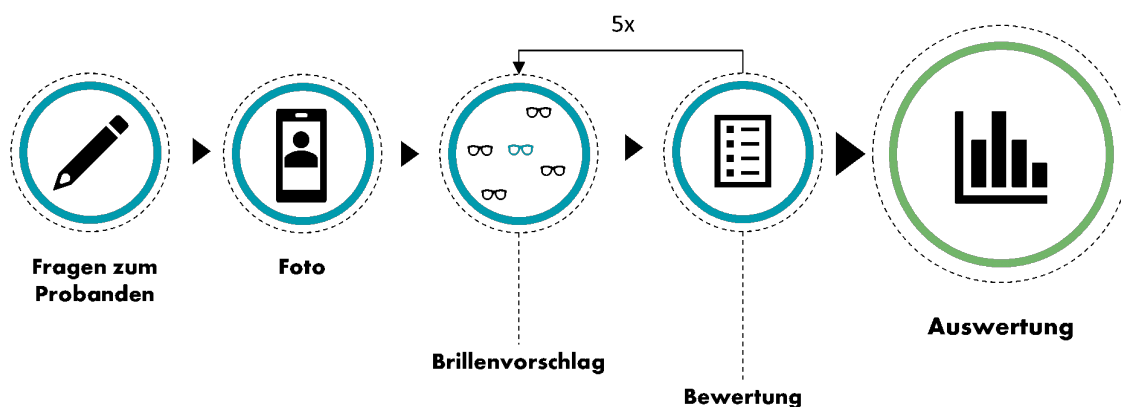 5x
Fragen zum
Probanden
Foto
Brillenvorschlag
Bewertung
Auswertung